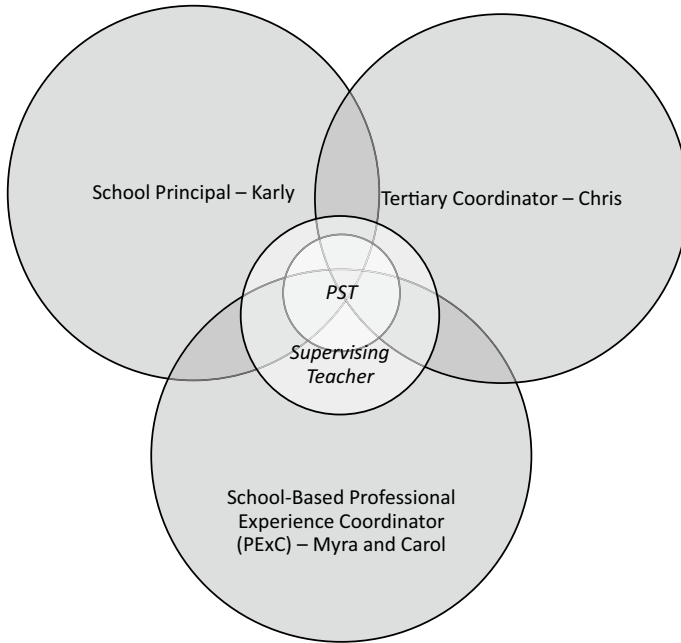 School Principal – Karly
Tertiary Coordinator – Chris
PST
Supervising
Teacher
School-Based Professional
Experience Coordinator
(PExC) – Myra and Carol